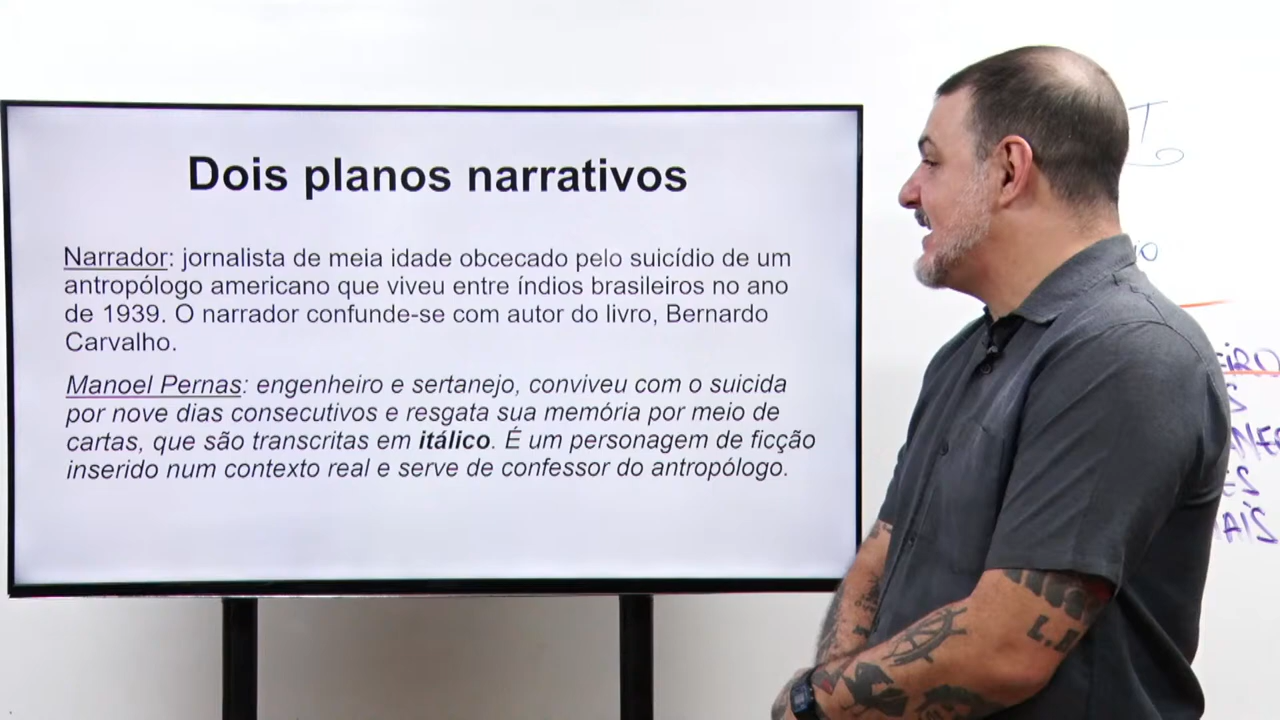 Dois planos narrativos
Narrador: jornalista de meia idade obcecado pelo suicídio de um
antropólogo americano que viveu entre índios brasileiros no ano
de 1939. O narrador confunde-se com autor do livro, Bernardo
Carvalho.
Manoel Pernas: engenheiro e sertanejo, conviveu com o suicida
por nove dias consecutivos e resgata sua memória por meio de
cartas, que são transcritas em itálico. É um personagem de ficção
inserido num contexto real e serve de confessor do antropólogo.